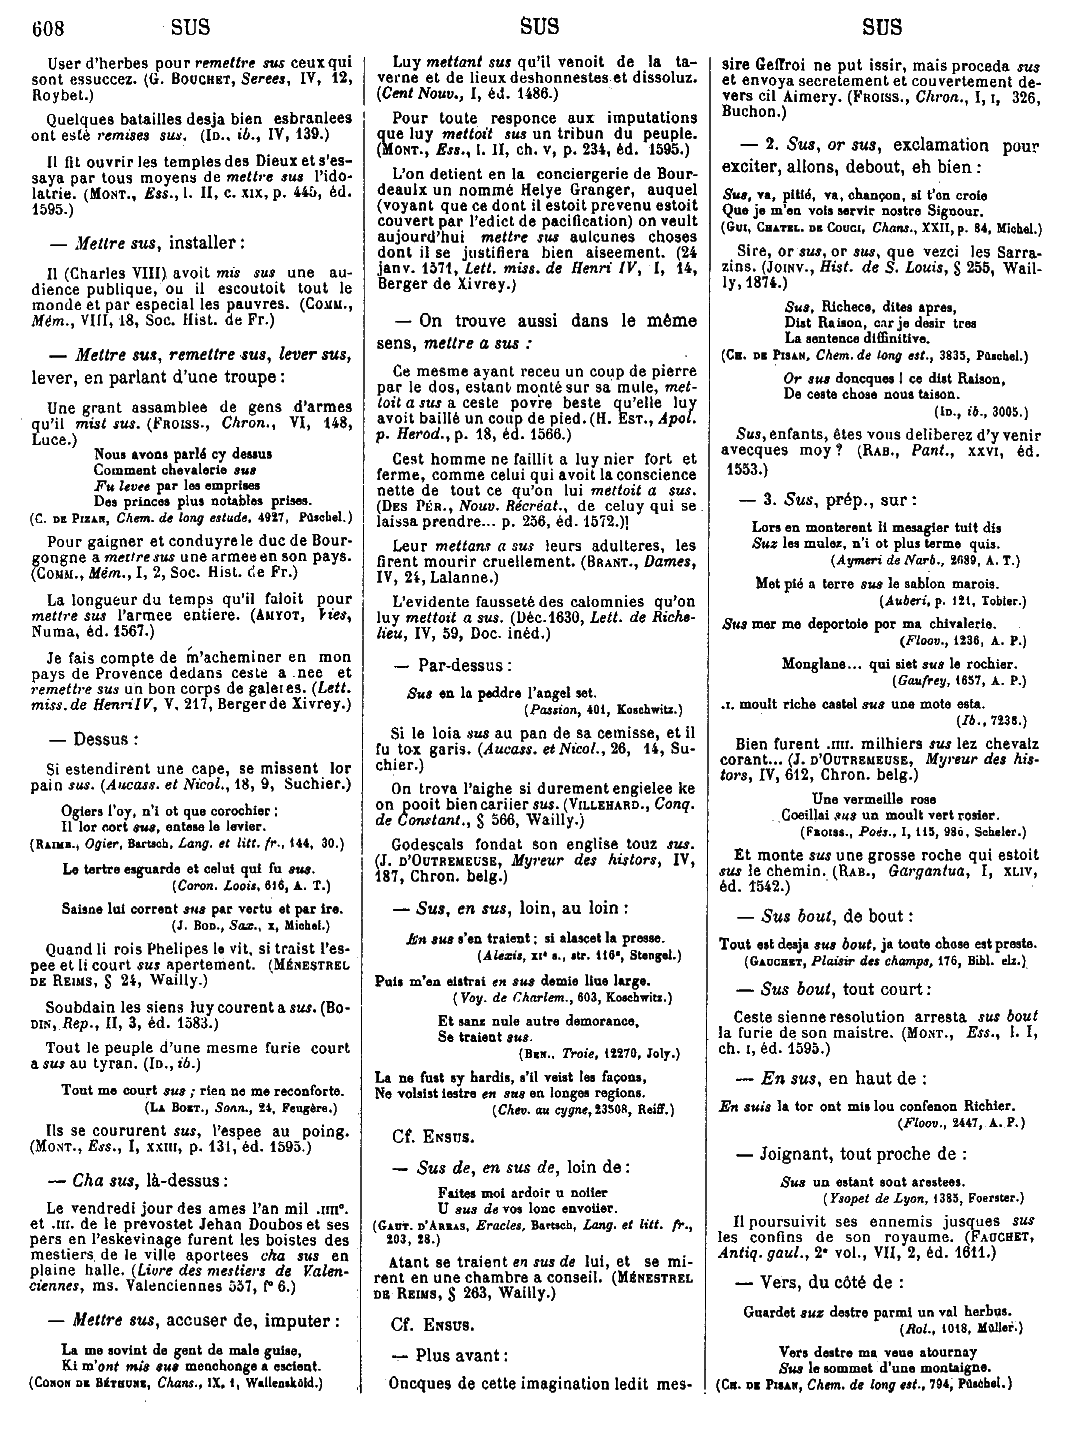 608 SUS SUS SUS
User d'herbes pour remettre sus ceux qui
sont essuccez. (G. BOUCHET, Serees, IV, 12,
Roybet.)
Quelques batailles desja bien esbranlees
ont esté remises sus. (ID., ib., IV, 139.)
Il fit ouvrir les temples des Dieux et s'es-
saya par tous moyens de mettre sus l'ido-
latrie. (MONT., Ess., l. II, c. XIX, p. 445, éd.
1595.)
— Mettre sus, installer :
Il (Charles VIII) avoit mis sus une au-
dience publique, ou il escoutoit tout le
monde et par especial les pauvres. (COMM.,
Mém., VIII, 18, Soc. Hist. de Fr.)
— Mettre sus, remettre sus, lever sus,
lever, en parlant d'une troupe :
Une grant assamblee de gens d'armes
qu'il mist sus. (FROISS., Chron., VI, 148,
Luce.)
Nous avons parlé cy dessus
Comment chevalerie sus
Fu levee par les emprises
Des princes plus notables prises.
(C. DE PIZAN, Chem. de long estude, 4927, Püschel.)
Pour gaigner et conduyre le duc de Bour-
gongne a mettre sus une armee en son pays.
(COMM., Mém., I, 2, Soc. Hist. de Fr.)
La longueur du temps qu'il faloit pour
mettre sus l'armee entiere. (AMYOT, Vies,
Numa, éd. 1567.)
Je fais compte de m'acheminer en mon
pays de Provence dedans ceste a nee et
remettre sus un bon corps de galeres. (Lett.
miss. de Henri IV, V, 217, Berger de Xivrey.)
— Dessus :
Si estendirent une cape, se missent lor
pain sus. (Aucass. et Nicol., 18, 9, Suchier.)
Ogiers l'oy, n'i ot que corochier ;
Il lor cort sus, entese le levier.
(RAIMB., Ogier, Bartsch, Lang. et litt. fr., 144, 30.)
Le tertre esguarde et celui qui fu sus.
(Coron. Loois, 616, A. T.)
Saisne lui corrent sus par vertu et par ire.
(J. BOD., Sax., X, Michel.)
Quand li rois Phelipes le vit, si traist l'es-
pee et li court sus apertement. (MÉNESTREL
DE REIMS, § 24, Wailly.)
Soubdain les siens luy courent a sus. (BO-
DIN, Rep., II, 3, éd. 1583.)
Tout le peuple d'une mesme furie court
a sus au tyran. (ID., ib.)
Tout me court sus ; rien ne me reconforte.
(LA BOET., Sonn., 24, Feugère.)
Ils se coururent sus, l'espee au poing.
(MONT., Ess., I, XXIII, p. 131, éd. 1595.)
— Cha sus, là-dessus :
Le vendredi jour des ames l'an mil .IIIIc.
et .III. de le prevostet Jehan Doubos et ses
pers en l'eskevinage furent les boistes des
mestiers de le ville aportees cha sus en
plaine halle. (Livre des mestiers de Valen-
ciennes, ms. Valenciennes 537, f° 6.)
— Mettre sus, accuser de, imputer :
La me sovint de gent de male guise,
Ki m'ont mis sus menchonge a escient.
(CONON DE BÉTHUNE, Chans., IX, 1, Wallensköld.)
Luy mettant sus qu'il venoit de la ta-
verne et de lieux deshonnestes et dissoluz.
(Cent Nouv., I, éd. 1486.)
Pour toute responce aux imputations
que luy mettoit sus un tribun du peuple.
(MONT., Ess., l. II, ch. V, p. 234, éd. 1595.)
L'on detient en la conciergerie de Bour-
deaulx un nommé Helye Granger, auquel
(voyant que ce dont il estoit prevenu estoit
couvert par l'edict de pacification) on veult
aujourd'hui mettre sus aulcunes choses
dont il se justifiera bien aiseement. (24
janv. 1571, Lett. miss. de Henri IV, I, 14,
Berger de Xivrey.)
— On trouve aussi dans le même
sens, mettre a sus :
Ce mesme ayant receu un coup de pierre
par le dos, estant monté sur sa mule, met-
toit a sus a ceste povre beste qu'elle luy
avoit baillé un coup de pied. (H. EST., Apol.
p. Herod., p. 18, éd. 1566.)
Cest homme ne faillit a luy nier fort et
ferme, comme celui qui avoit la conscience
nette de tout ce qu'on lui mettoit a sus.
(DES PÉR., Nouv. Récréat., de celuy qui se
laissa prendre... p. 256, éd. 1572.)
Leur mettans a sus leurs adulteres, les
firent mourir cruellement. (BRANT., Dames,
IV, 24, Lalanne.)
L'evidente fausseté des calomnies qu'on
luy mettoit a sus. (Déc. 1630, Lett. de Riche-
lieu, IV, 59, Doc. inéd.)
— Par-dessus :
Sus en la peddre l'angel set.
(Passion, 401, Koschwitz.)
Si le loia sus au pan de sa cemisse, et il
fu tox garis. (Aucass. et Nicol., 26, 14, Su-
chier.)
On trova l'aighe si durement engielee ke
on pooit bien cariier sus. (VILLEHARD., Conq.
de Constant., § 566, Wailly.)
Godescals fondat son englise touz sus.
(J. D'OUTREMEUSE, Myreur des histors, IV,
187, Chron. belg.)
— Sus, en sus, loin, au loin :
En sus s'en traient ; si alascet la presse.
(Alexis, XIe s., str. 116e, Stengel.)
Puis m'en eistrai en sus demie liue large.
(Voy. de Charlem., 603, Koschwitz.)
Et sanz nule autre demorance,
Se traient sus.
(BEN., Troie, 12270, Joly.)
La ne fust sy hardis, s'il veist les façons,
Ne volsist iestre en sus en longes regions.
(Chev. au cygne, 23508, Reiff.)
Cf. ENSUS.
— Sus de, en sus de, loin de :
Faites moi ardoir u noiier
U sus de vos lonc envoiier.
(GAUT. D'ARRAS, Eracles, Bartsch, Lang. et litt. fr.,
203, 28.)
Atant se traient en sus de lui, et se mi-
rent en une chambre a conseil. (MÉNESTREL
DE REIMS, § 263, Wailly.)
Cf. ENSUS.
— Plus avant :
Oncques de cette imagination ledit mes-
sire Geffroi ne put issir, mais proceda sus
et envoya secretement et couvertement de-
vers cil Aimery. (FROISS., Chron., I, I, 326,
Buchon.)
— 2. Sus, or sus, exclamation pour
exciter, allons, debout, eh bien :
Sus, va, pitié, va, chançon, si t'on croie
Que je m'en vois servir nostre Signour.
(GUI, CHATEL. DE COUCI, Chans., XXII, p. 84, Michel.)
Sire, or sus, or sus, que vezci les Sarra-
zins. (JOINV., Hist. de S. Louis, § 255, Wail-
ly, 1874.)
Sus, Richece, dites apres,
Dist Raison, car je desir tres
La sentence diffinitive.
(CH. DE PISAN, Chem. de long est., 3835, Püschel.)
Or sus doncques ! ce dist Raison,
De ceste chose nous taison.
(ID., ib., 3005.)
Sus, enfants, êtes vous deliberez d'y venir
avecques moy ? (RAB., Pant., XXVI, éd.
1553.)
— 3. Sus, prép., sur :
Lors en monterent li mesagier tuit dis
Suz les mulez, n'i ot plus terme quis.
(Aymeri de Narb., 2689, A. T.)
Met pié a terre sus le sablon marois.
(Auberi, p. 121, Tobler.)
Sus mer me deportoie por ma chivalerie.
(Floov., 1236, A. P.)
Monglane... qui siet sus le rochier.
(Gaufrey, 1657, A. P.)
.I. moult riche castel sus une mote esta.
(Ib., 7238.)
Bien furent .IIII. milhiers sus lez chevalz
corant... (J. D'OUTREMEUSE, Myreur des his-
tors, IV, 612, Chron. belg.)
Une vermeille rose
Coeillai sus un moult vert rosier.
(FROISS., Poés., I, 115, 986, Scheler.)
Et monte sus une grosse roche qui estoit
sus le chemin. (RAB., Gargantua, I, XLIV,
éd. 1542.)
— Sus bout, de bout :
Tout est desja sus bout, ja toute chose est preste.
(GAUCHET, Plaisir des champs, 176, Bibl. elz.)
— Sus bout, tout court :
Ceste sienne resolution arresta sus bout
la furie de son maistre. (MONT., Ess., l. I,
ch. I, éd. 1595.)
— En sus, en haut de :
En suis la tor ont mis lou confenon Richier.
(Floov., 2447, A. P.)
— Joignant, tout proche de :
Sus un estant sont arestees.
(Ysopet de Lyon, 1385, Foerster.)
Il poursuivit ses ennemis jusques sus
les confins de son royaume. (FAUCHET,
Antiq. gaul., 2e vol., VII, 2, éd. 1611.)
— Vers, du côté de :
Guardet suz destre parmi un val herbus.
(Rol., 1018, Müller.)
Vers destre ma veue atournay
Sus le sommet d'une montaigne.
(CH. DE PISAN, Chem. de long est., 794, Püschel.)